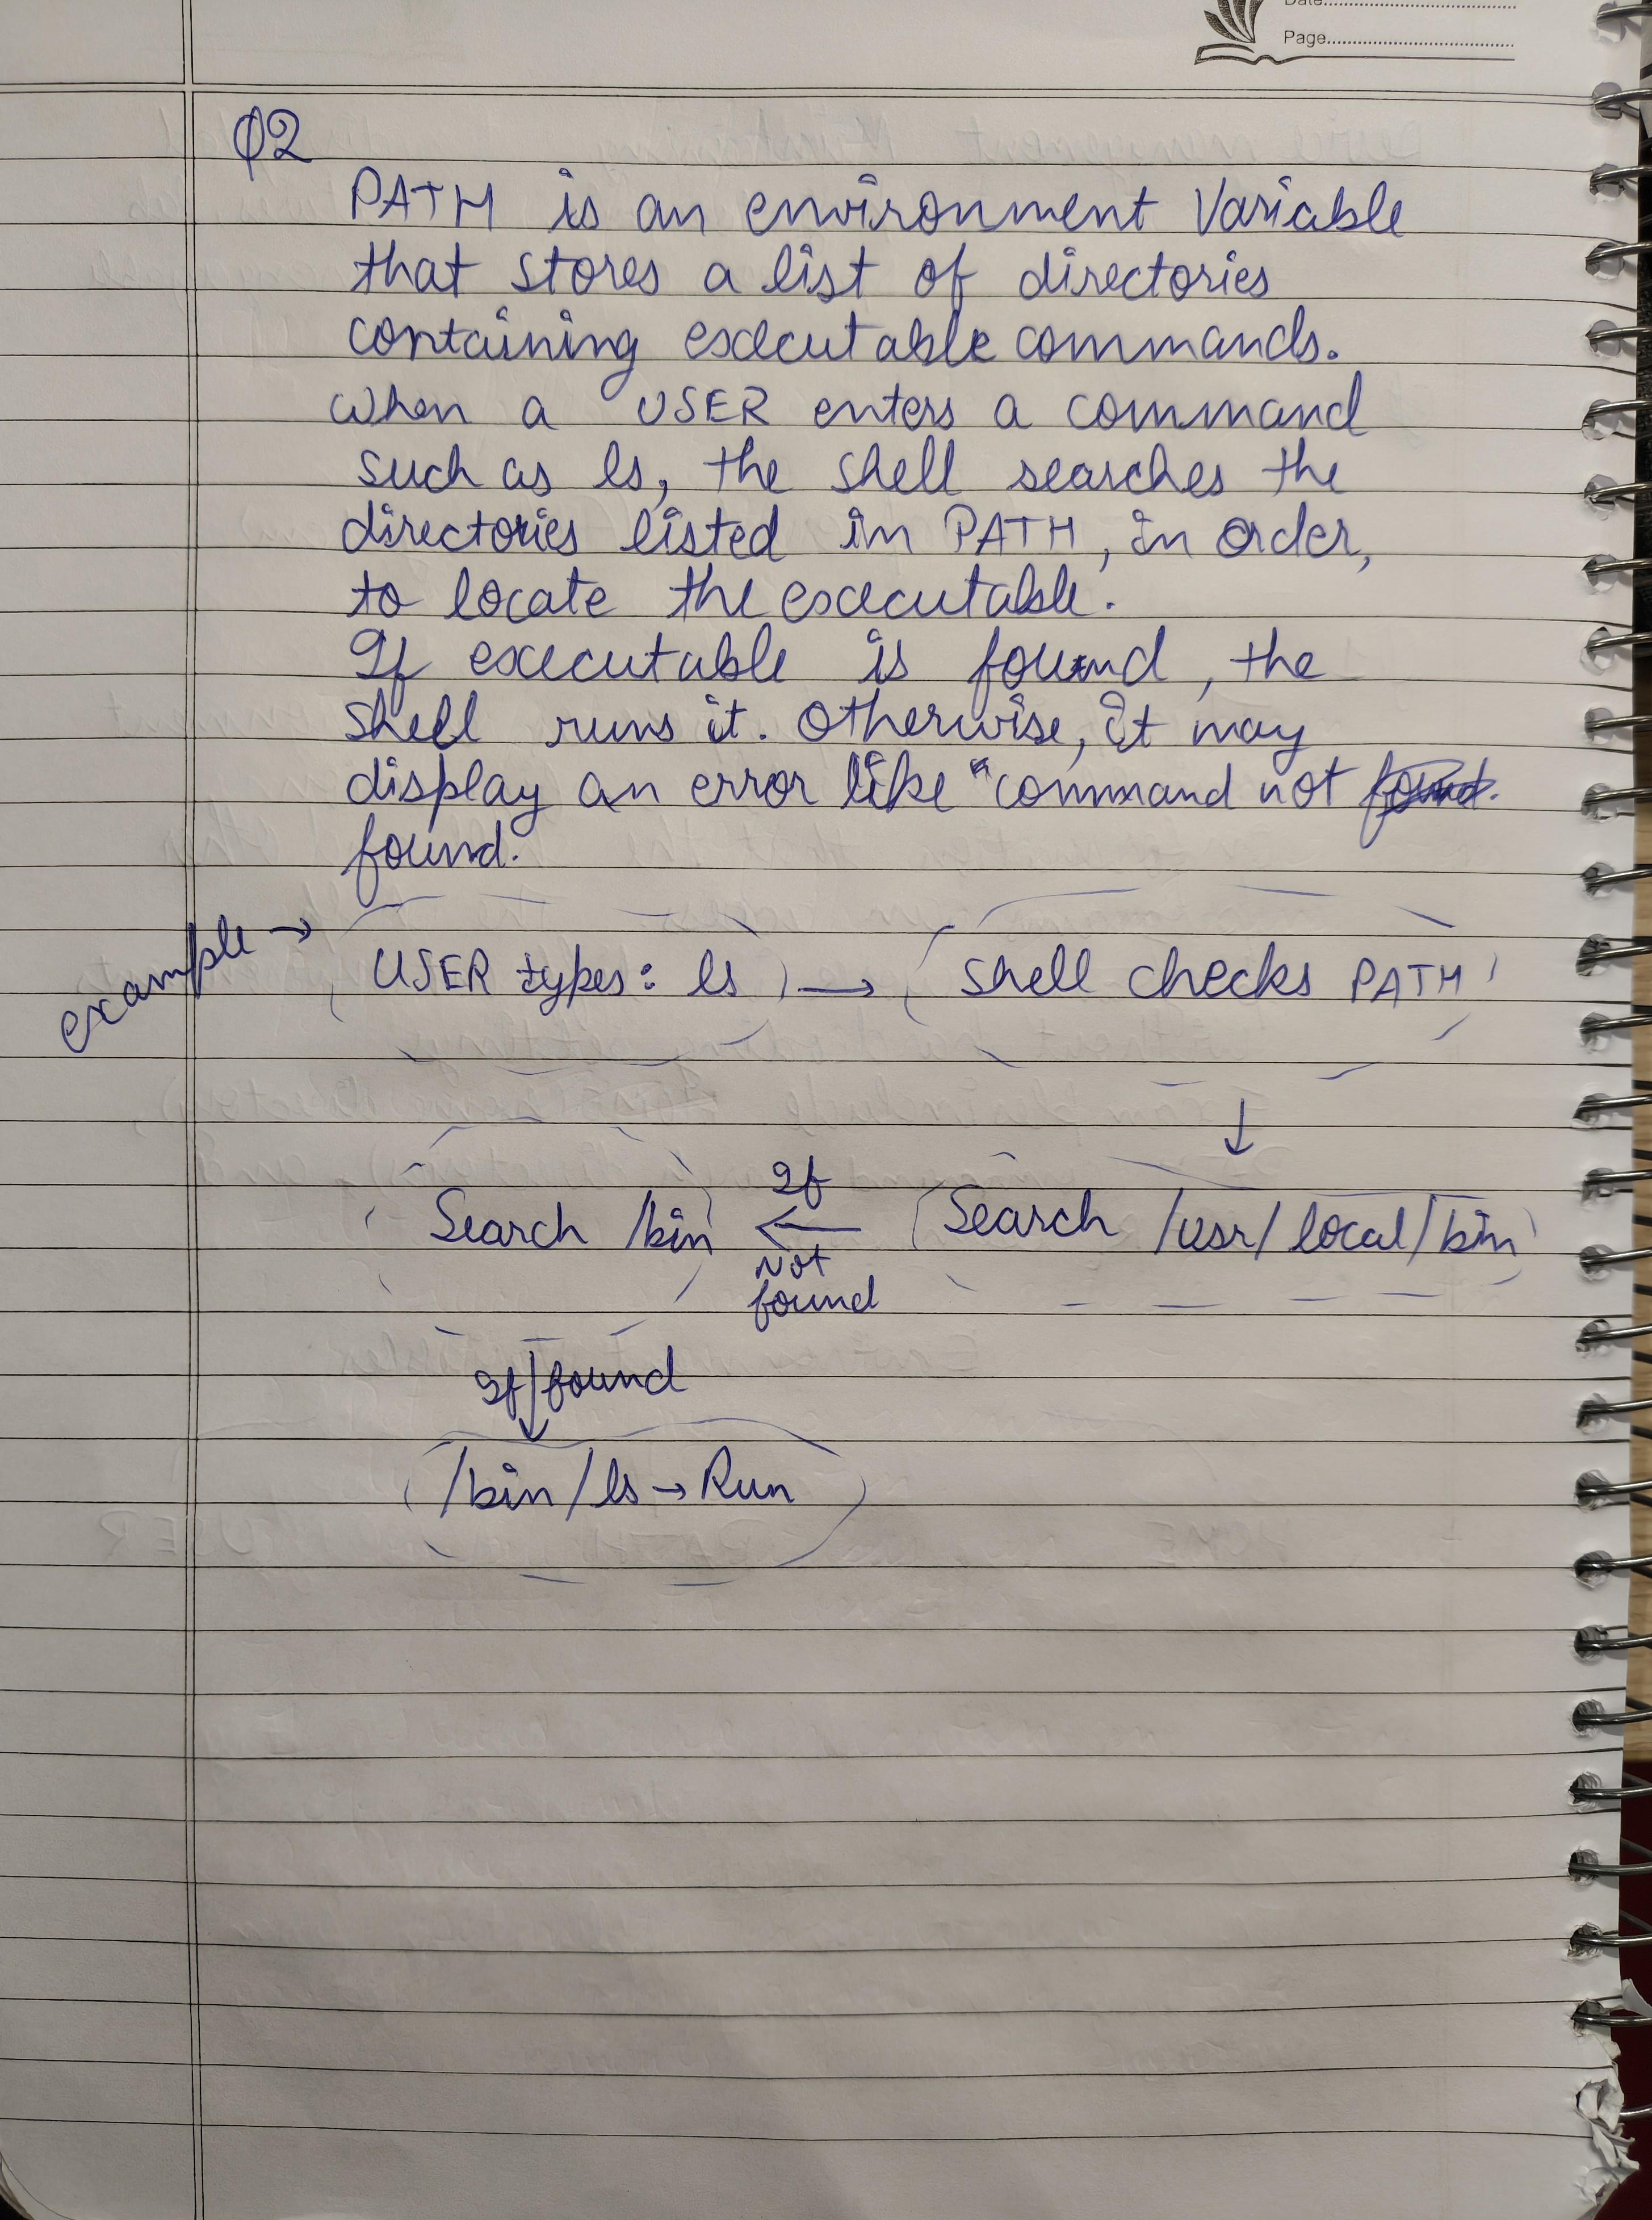 Date
Page
Q2
PATH is an environment Variable
that stores a list of directories
containing executable commands.
When a USER enters a command
such as ls, the shell searches the
directories listed in PATH, in order,
to locate the executable.
If executable is found, the
shell runs it. Otherwise, it may
display an error like "command not found.
found.
example →
USER types: ls → Shell checks PATH
↓
Search /bin ← If Not found Search /usr/local/bin
If found ↓
/bin/ls → Run